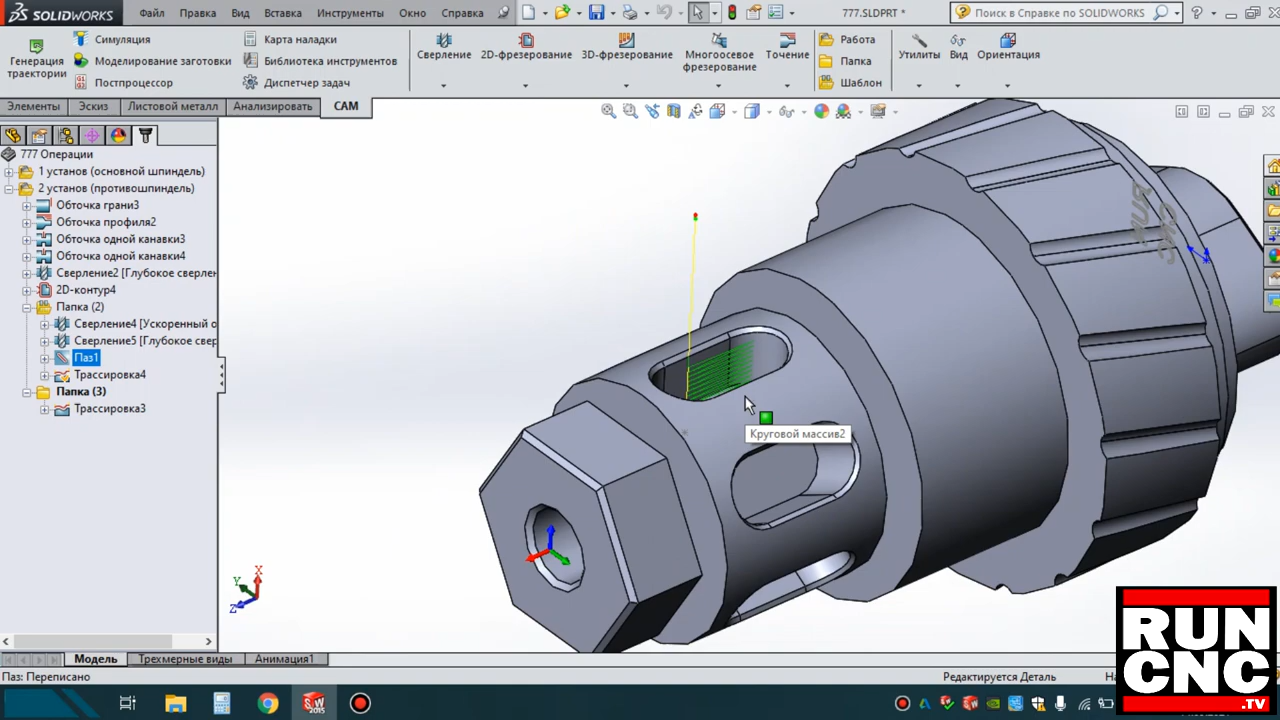 SOLIDWORKS Файл Правка Вид Вставка Инструменты Окно Справка 777.SLDPRT * Поиск в Справке по SOLIDWORKS
Генерация траектории
Симуляция
Моделирование заготовки
Постпроцессор
Карта наладки
Библиотека инструментов
Диспетчер задач
Сверление
2D-фрезерование
3D-фрезерование
Многоосевое фрезерование
Точение
Работа
Папка
Шаблон
Утилиты
Вид
Ориентация
Элементы Эскиз Листовой металл Анализировать CAM
777 Операции
1 установ (основной шпиндель)
2 установ (противошпиндель)
Обточка грани3
Обточка профиля2
Обточка одной канавки3
Обточка одной канавки4
Сверление2 [Глубокое сверлен
2D-контур4
Папка (2)
Сверление4 [Ускоренный о
Сверление5 [Глубокое свер
Паз1
Трассировка4
Папка (3)
Трассировка3
Круговой массив2
X
Y
Z
Модель Трехмерные виды Анимация1
Паз: Переписано Редактируется Деталь
SW
2015
RUN
CNC
.TV